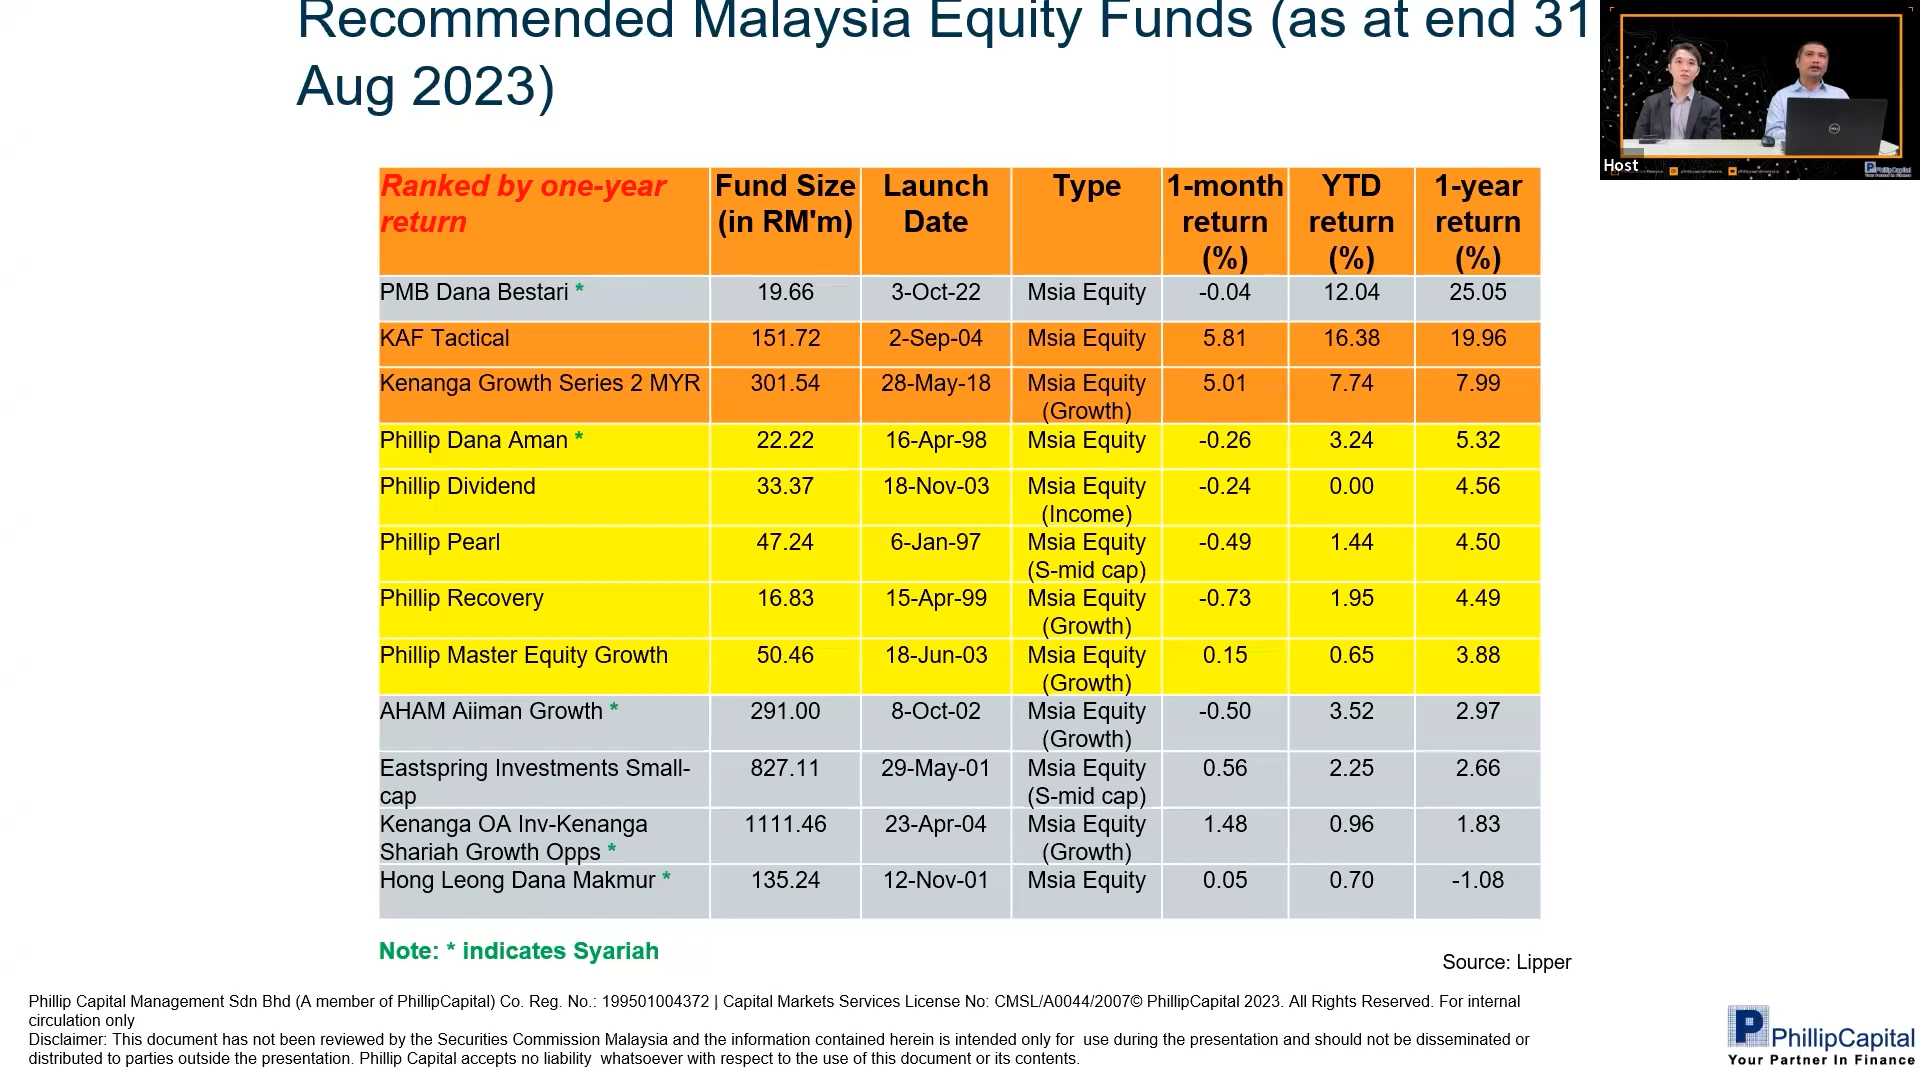 Recommended Malaysia Equity Funds (as at end 31
Aug 2023)
Host
PhillipCapital
Ranked by one-year return | Fund Size (in RM'm) | Launch Date | Type | 1-month return (%) | YTD return (%) | 1-year return (%)
PMB Dana Bestari * 19.66 3-Oct-22 Msia Equity -0.04 12.04 25.05
KAF Tactical 151.72 2-Sep-04 Msia Equity 5.81 16.38 19.96
Kenanga Growth Series 2 MYR 301.54 28-May-18 Msia Equity 5.01 7.74 7.99
(Growth)
Phillip Dana Aman * 22.22 16-Apr-98 Msia Equity -0.26 3.24 5.32
Phillip Dividend 33.37 18-Nov-03 Msia Equity -0.24 0.00 4.56
(Income)
Phillip Pearl 47.24 6-Jan-97 Msia Equity -0.49 1.44 4.50
(S-mid cap)
Phillip Recovery 16.83 15-Apr-99 Msia Equity -0.73 1.95 4.49
(Growth)
Phillip Master Equity Growth 50.46 18-Jun-03 Msia Equity 0.15 0.65 3.88
(Growth)
AHAM Aiiman Growth * 291.00 8-Oct-02 Msia Equity -0.50 3.52 2.97
(Growth)
Eastspring Investments Small- 827.11 29-May-01 Msia Equity 0.56 2.25 2.66
cap (S-mid cap)
Kenanga OA Inv-Kenanga 1111.46 23-Apr-04 Msia Equity 1.48 0.96 1.83
Shariah Growth Opps * (Growth)
Hong Leong Dana Makmur * 135.24 12-Nov-01 Msia Equity 0.05 0.70 -1.08
Note: * indicates Syariah
Source: Lipper
Phillip Capital Management Sdn Bhd (A member of PhillipCapital) Co. Reg. No.: 199501004372 | Capital Markets Services License No: CMSL/A0044/2007© PhillipCapital 2023. All Rights Reserved. For internal
circulation only
Disclaimer: This document has not been reviewed by the Securities Commission Malaysia and the information contained herein is intended only for use during the presentation and should not be disseminated or
distributed to parties outside the presentation. Phillip Capital accepts no liability whatsoever with respect to the use of this document or its contents.
PhillipCapital
Your Partner In Finance